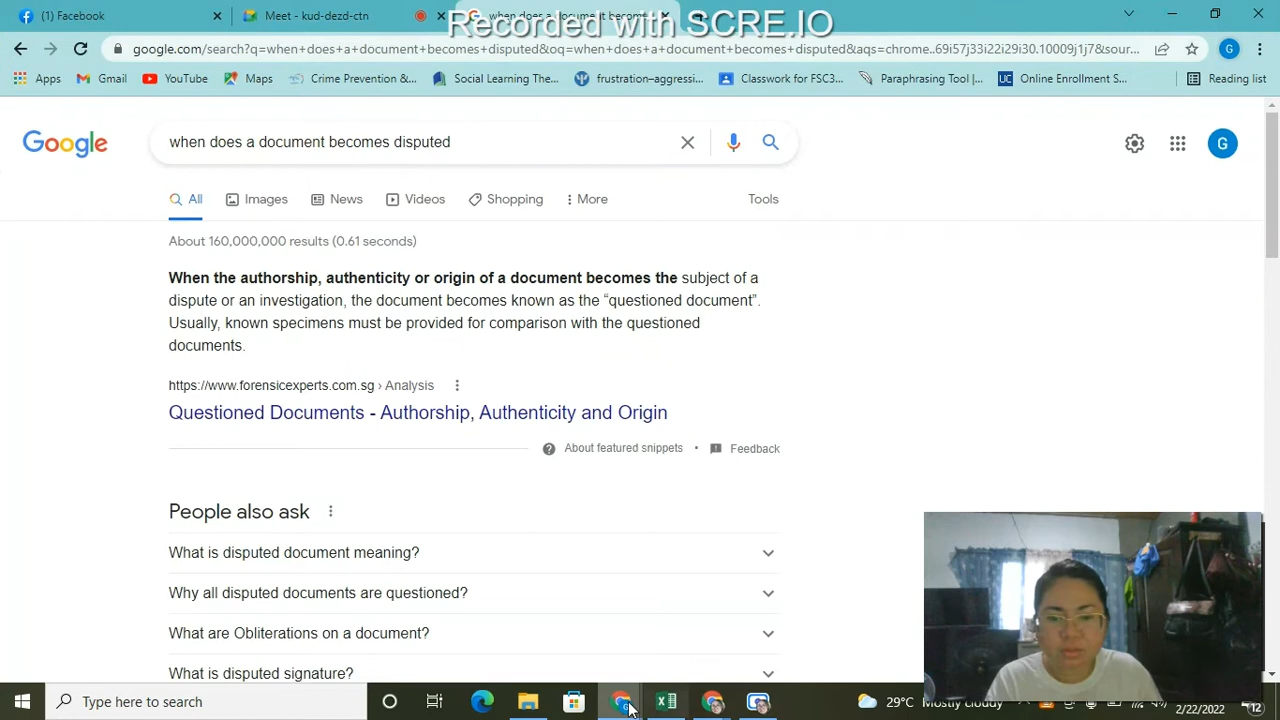 (1) Facebook
Meet - kud-dezd-ctn
when does a document become
Recorded with SCRE.IO
google.com/search?q=when+does+a+document+becomes+disputed&oq=when+does+a+document+becomes+disputed&aqs=chrome..69i57j33i22i29i30.10009j1j7&sour...
G
Apps
Gmail
YouTube
Maps
Crime Prevention &...
Social Learning The...
frustration–aggressi...
Classwork for FSC3...
Paraphrasing Tool |...
UC
Online Enrollment S...
Reading list
Google
when does a document becomes disputed
G
All
Images
News
Videos
Shopping
More
Tools
About 160,000,000 results (0.61 seconds)
When the authorship, authenticity or origin of a document becomes the subject of a
dispute or an investigation, the document becomes known as the “questioned document”.
Usually, known specimens must be provided for comparison with the questioned
documents.
https://www.forensicexperts.com.sg › Analysis
Questioned Documents - Authorship, Authenticity and Origin
About featured snippets • Feedback
People also ask
What is disputed document meaning?
Why all disputed documents are questioned?
What are Obliterations on a document?
What is disputed signature?
Type here to search
29°C Mostly cloudy
2/22/2022
12